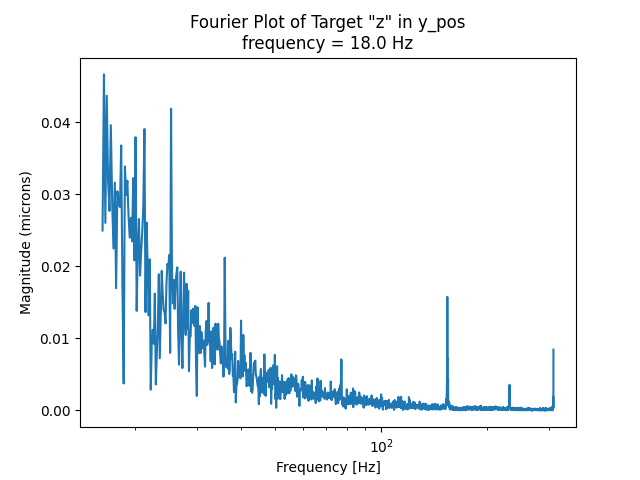 Fourier Plot of Target "z" in y_pos
frequency = 18.0 Hz
Magnitude (microns)
0.04
0.03
0.02
0.01
0.00
10²
Frequency [Hz]